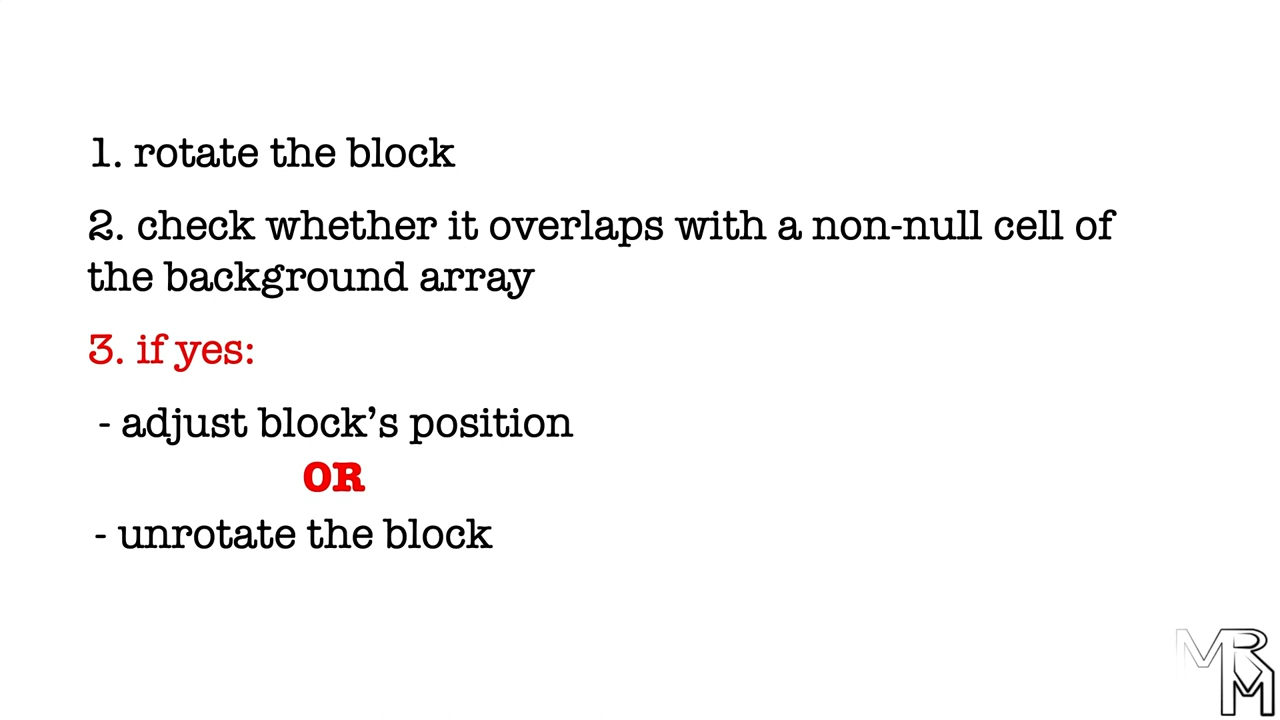 1. rotate the block
2. check whether it overlaps with a non-null cell of
the background array
3. if yes:
- adjust block’s position
OR
- unrotate the block
MRM